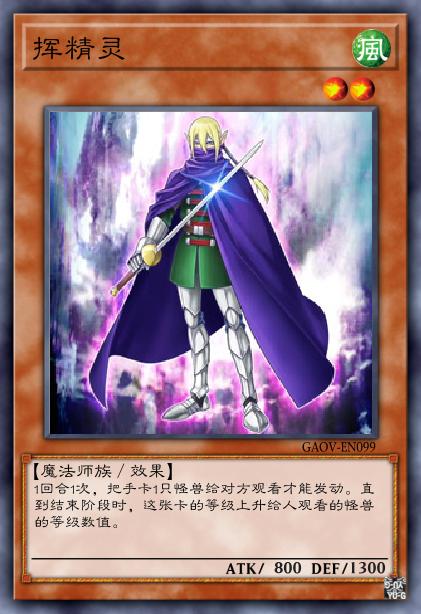 挥精灵
風
GAOV-EN099
【魔法师族／效果】
1回合1次，把手卡1只怪兽给对方观看才能发动。直
到结束阶段时，这张卡的等级上升给人观看的怪兽
的等级数值。
ATK/ 800 DEF/1300